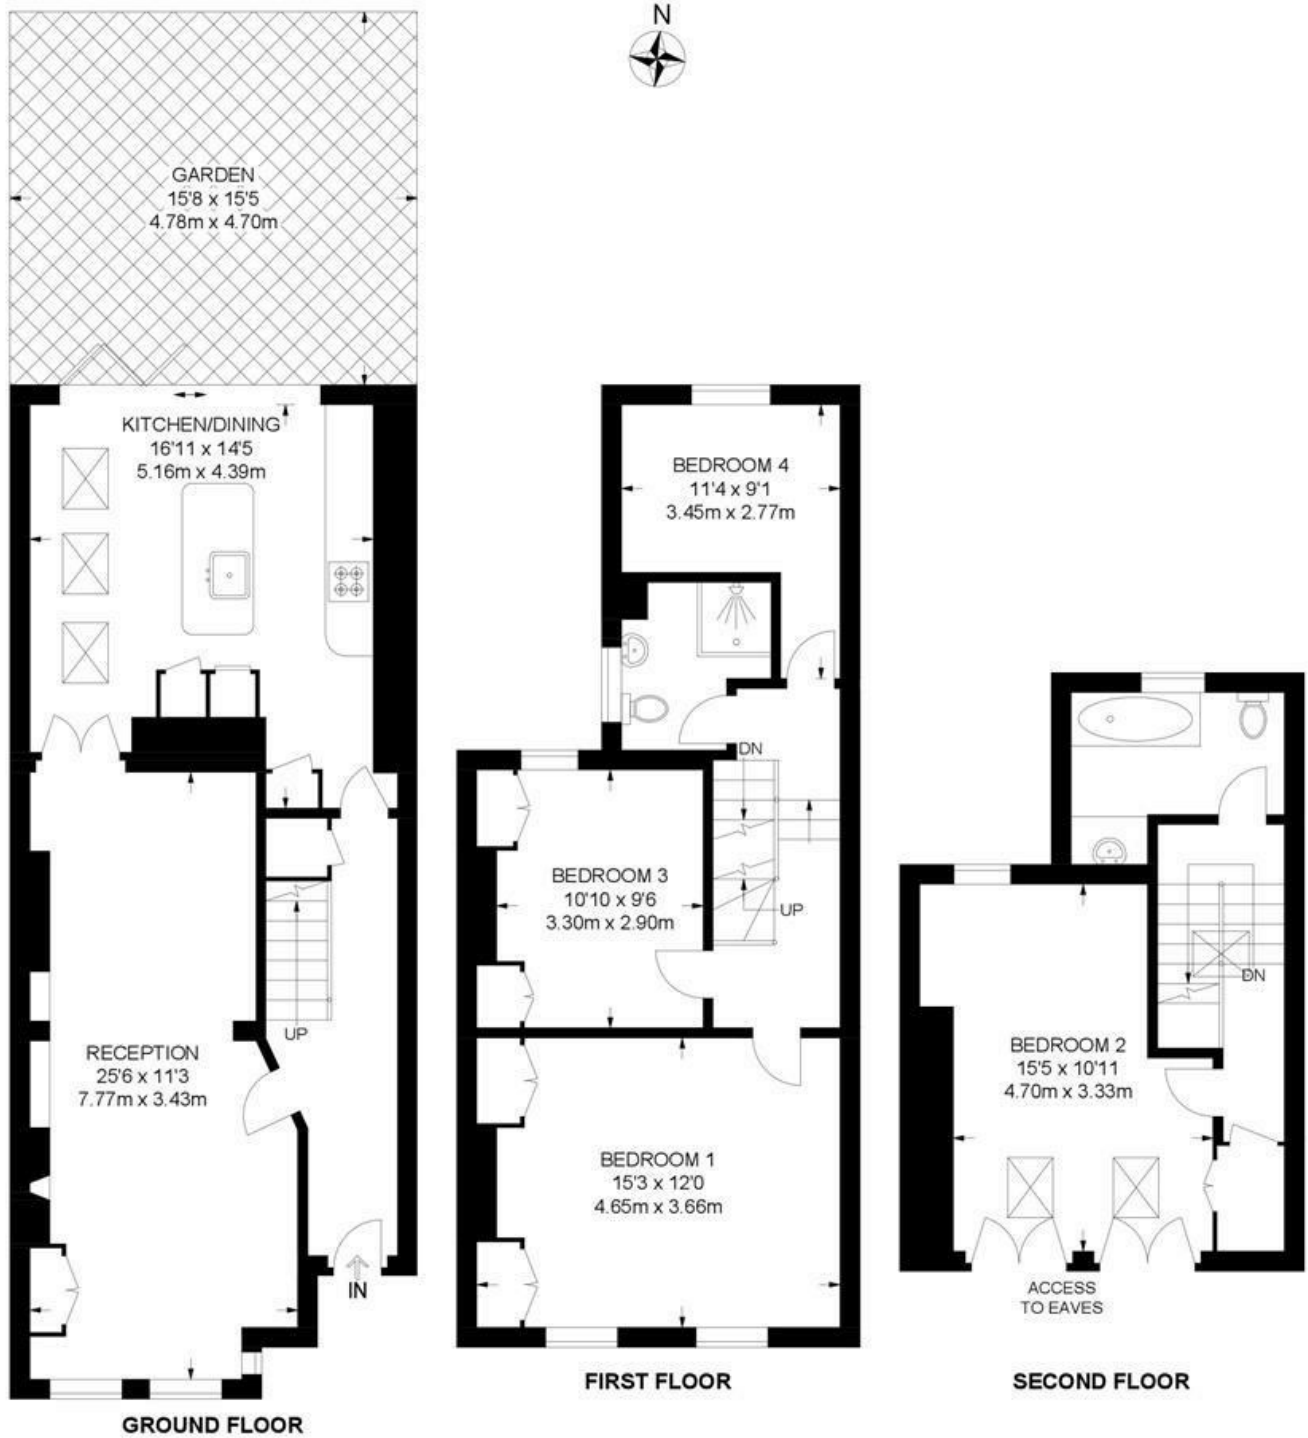 N
GARDEN
15'8 x 15'5
4.78m x 4.70m
KITCHEN/DINING
16'11 x 14'5
5.16m x 4.39m
UP
RECEPTION
25'6 x 11'3
7.77m x 3.43m
IN
GROUND FLOOR
BEDROOM 4
11'4 x 9'1
3.45m x 2.77m
DN
BEDROOM 3
10'10 x 9'6
3.30m x 2.90m
UP
BEDROOM 1
15'3 x 12'0
4.65m x 3.66m
FIRST FLOOR
DN
BEDROOM 2
15'5 x 10'11
4.70m x 3.33m
ACCESS
TO EAVES
SECOND FLOOR